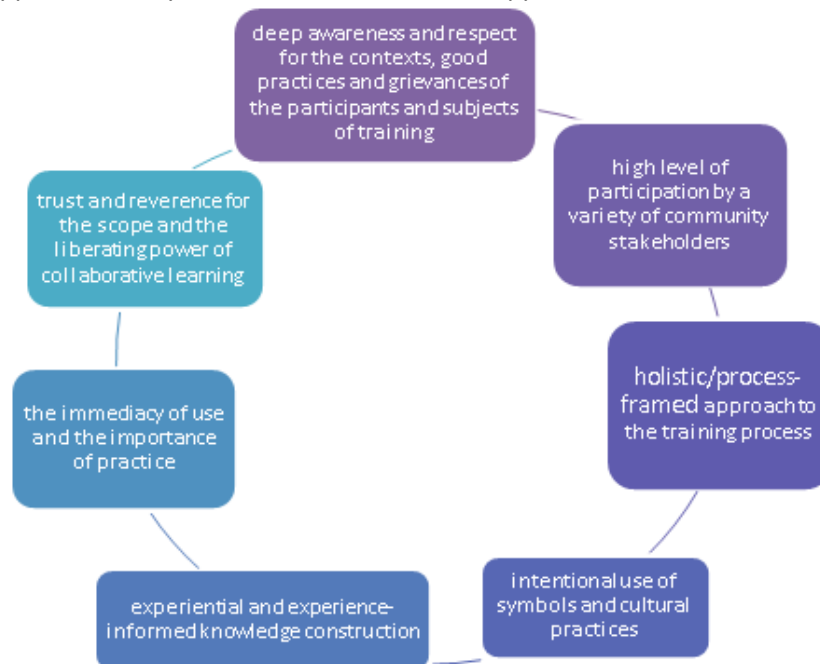 deep awareness and respect
for the contexts, good
practices and grievances of
the participants and subjects
of training
high level of
participation by a
variety of community
stakeholders
holistic/process-
framed approach to
the training process
intentional use of
symbols and cultural
practices
experiential and experience-
informed knowledge construction
the immediacy of use
and the importance
of practice
trust and reverence for
the scope and the
liberating power of
collaborative learning